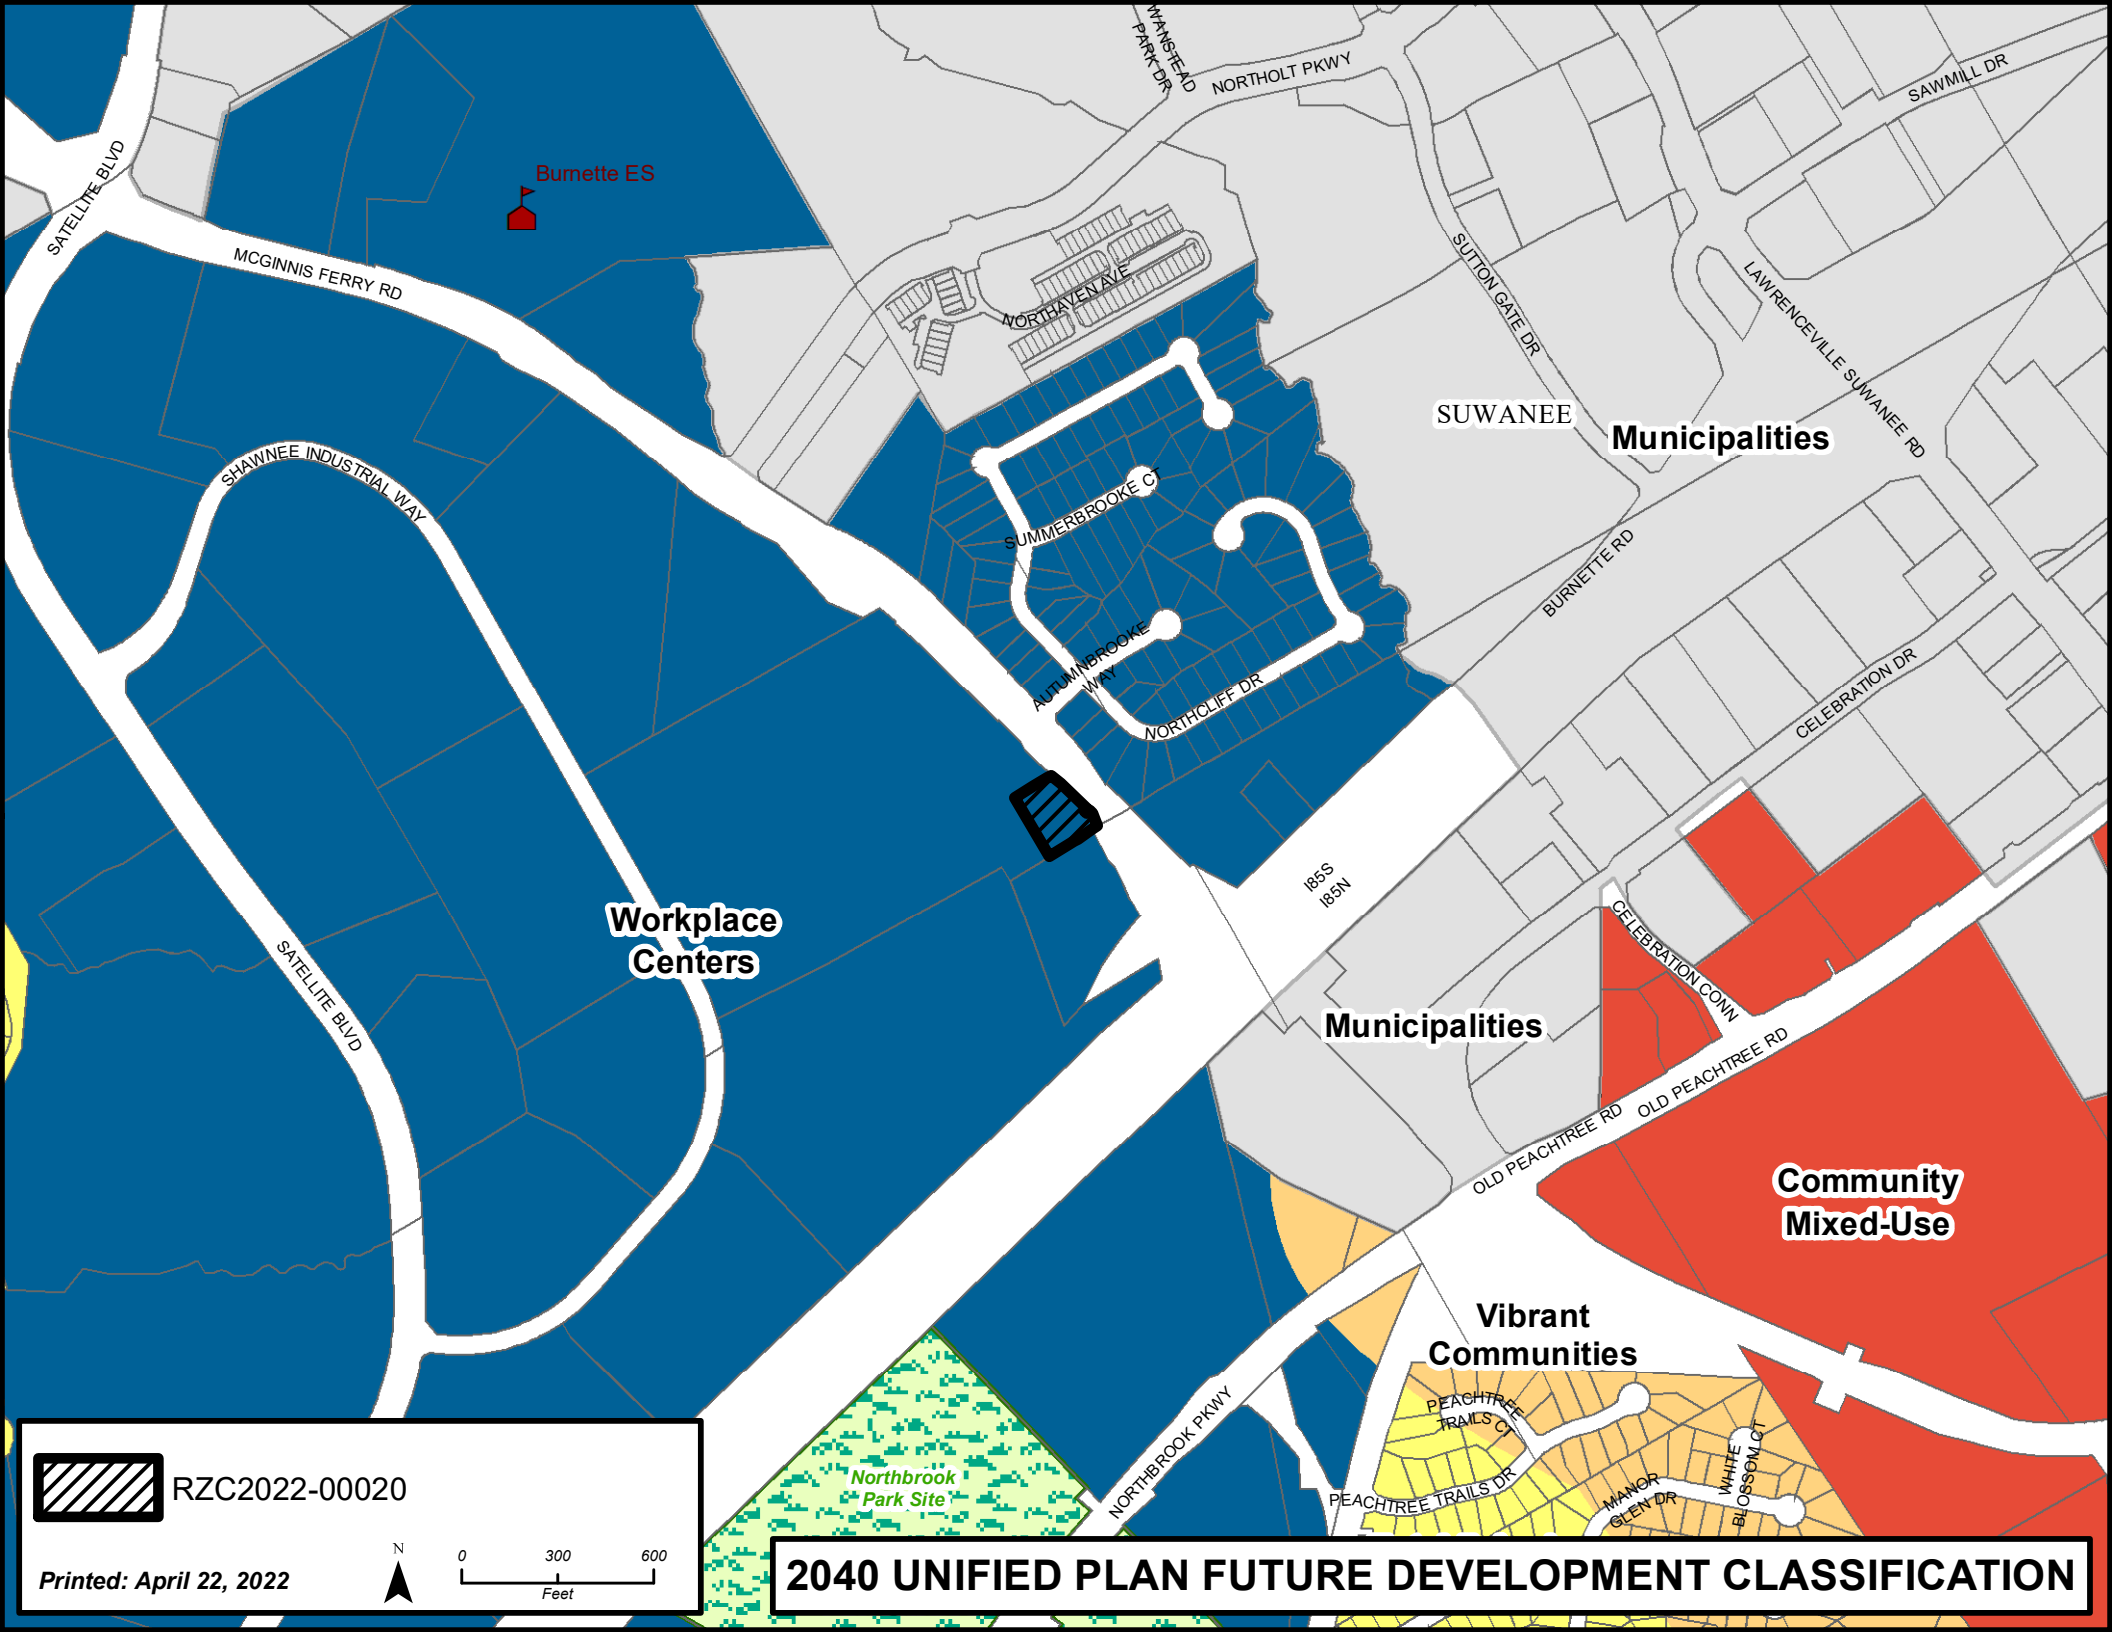 WANSTEAD
PARK DR
NORTHOLT PKWY
SAWMILL DR
SATELLITE BLVD
Burnette ES
MCGINNIS FERRY RD
NORTHAVEN AVE
SUTTON GATE DR
LAWRENCEVILLE SUWANEE RD
SUWANEE
Municipalities
SHAWNEE INDUSTRIAL WAY
SUMMERBROOKE CT
BURNETTE RD
AUTUMNBROOKE
WAY
NORTHCLIFF DR
CELEBRATION DR
I85S
I85N
Workplace
Centers
CELEBRATION CONN
SATELLITE BLVD
Municipalities
OLD PEACHTREE RD
OLD PEACHTREE RD
Community
Mixed-Use
Vibrant
Communities
PEACHTREE
TRAILS CT
NORTHBROOK PKWY
PEACHTREE TRAILS DR
WHITE
BLOSSOM CT
MANOR
GLEN DR
Northbrook
Park Site
RZC2022-00020
Printed: April 22, 2022
N
0 300 600
Feet
2040 UNIFIED PLAN FUTURE DEVELOPMENT CLASSIFICATION